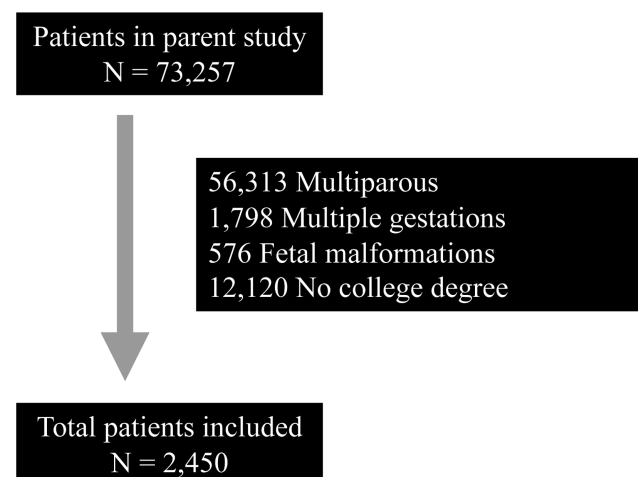 Patients in parent study
N = 73,257
56,313 Multiparous
1,798 Multiple gestations
576 Fetal malformations
12,120 No college degree
Total patients included
N = 2,450